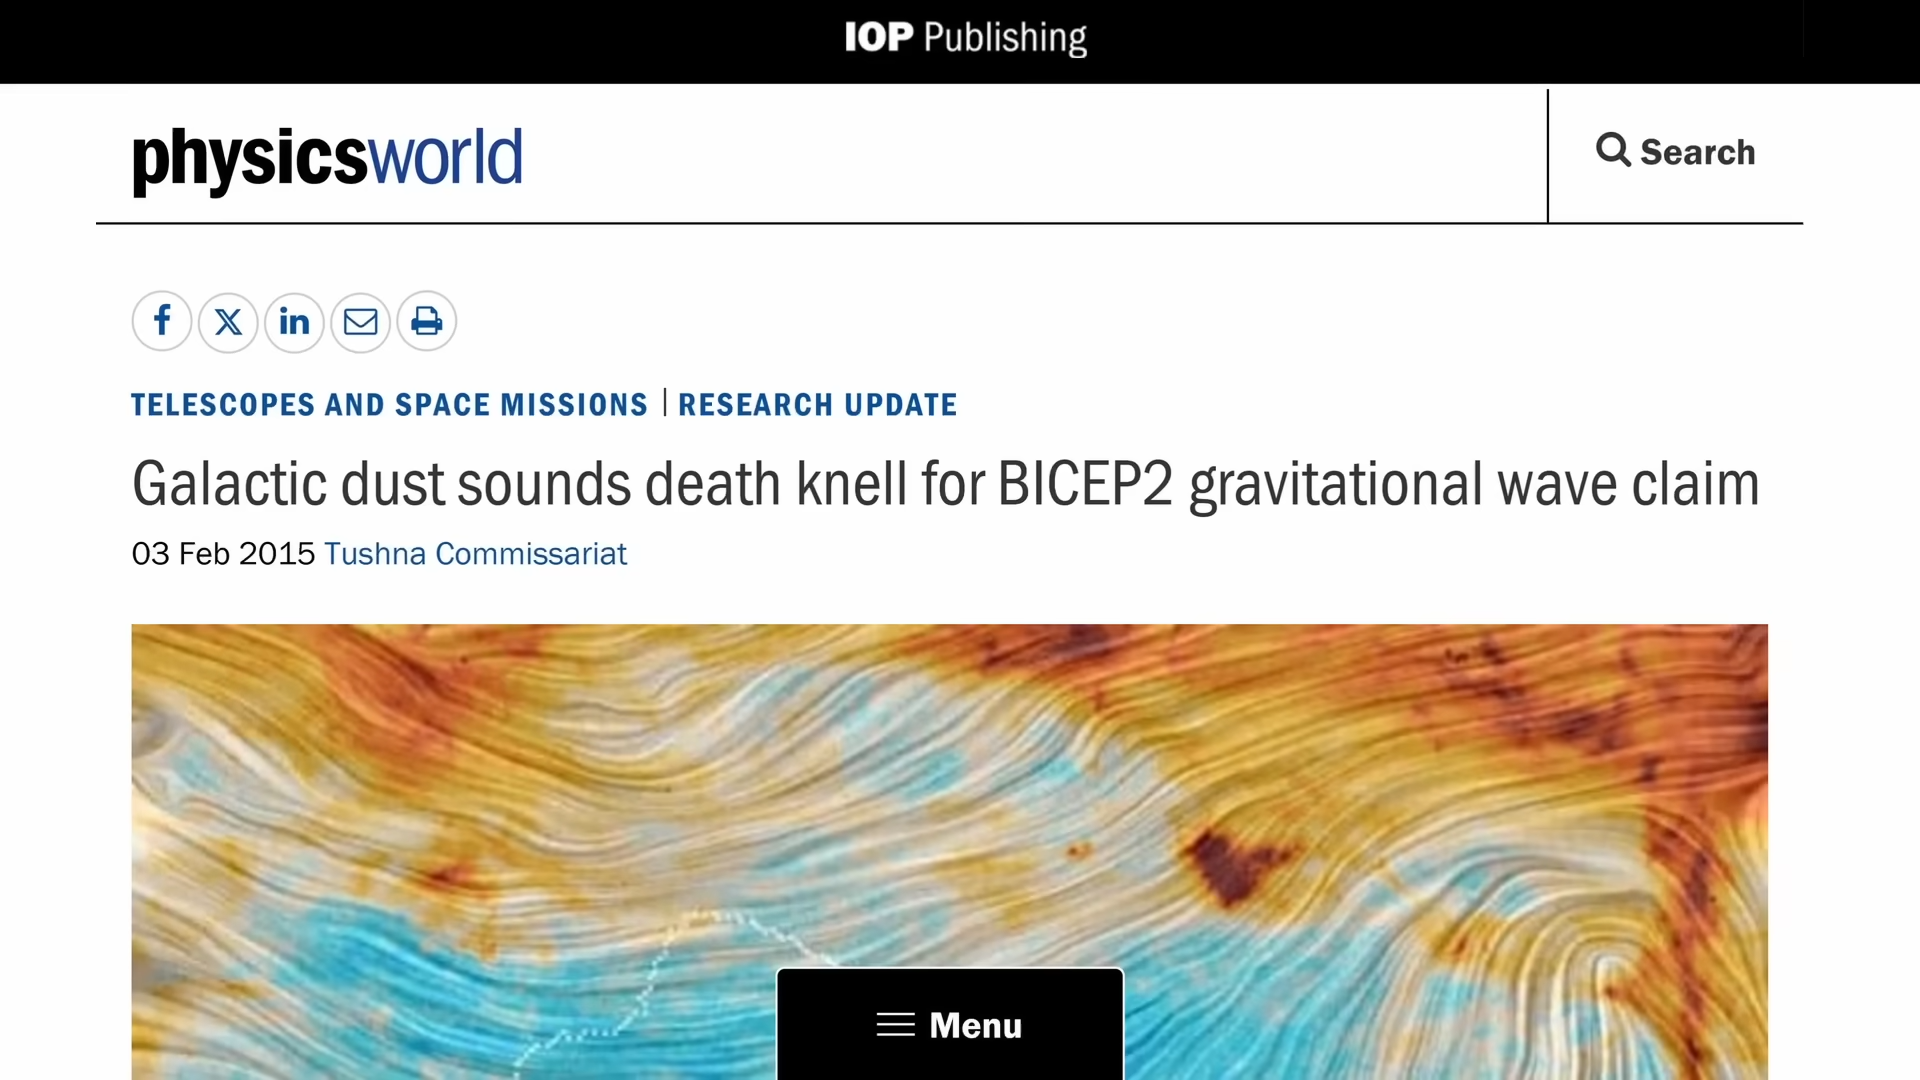 IOP Publishing
physicsworld
Search
TELESCOPES AND SPACE MISSIONS | RESEARCH UPDATE
Galactic dust sounds death knell for BICEP2 gravitational wave claim
03 Feb 2015 Tushna Commissariat
Menu